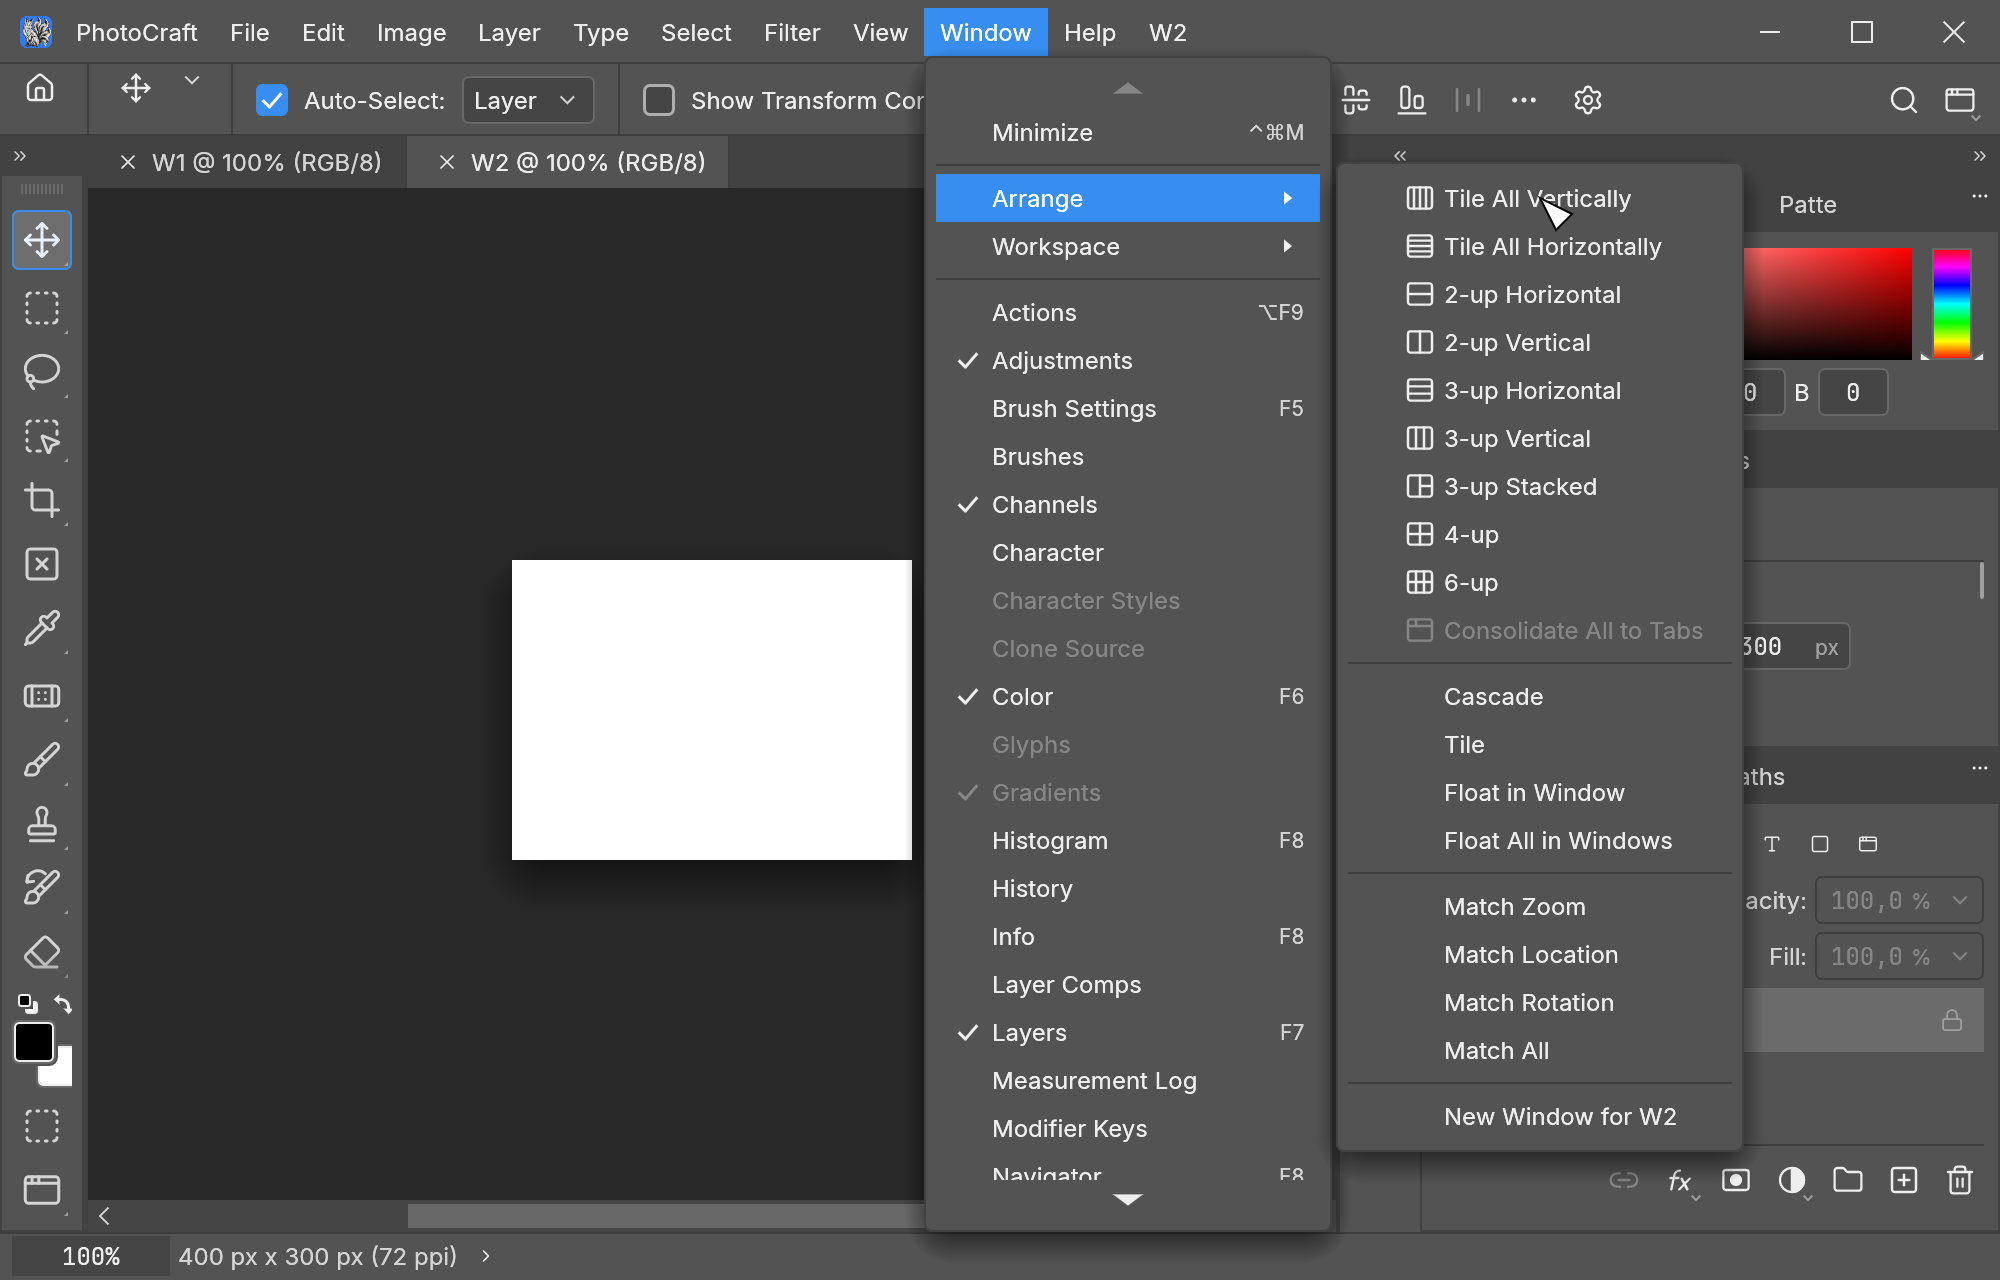 PhotoCraft File Edit Image Layer Type Select Filter View Window Help W2
Auto-Select: Layer Show Transform Cor
W1 @ 100% (RGB/8) W2 @ 100% (RGB/8)
Minimize ^⌘M
Arrange
Workspace
Actions ⌥F9
Adjustments
Brush Settings F5
Brushes
Channels
Character
Character Styles
Clone Source
Color F6
Glyphs
Gradients
Histogram F8
History
Info F8
Layer Comps
Layers F7
Measurement Log
Modifier Keys
Navigator F8
Tile All Vertically
Tile All Horizontally
2-up Horizontal
2-up Vertical
3-up Horizontal
3-up Vertical
3-up Stacked
4-up
6-up
Consolidate All to Tabs
Cascade
Tile
Float in Window
Float All in Windows
Match Zoom
Match Location
Match Rotation
Match All
New Window for W2
Patte
0 B 0
s
300 px
aths
acity: 100,0 %
Fill: 100,0 %
fx
100% 400 px x 300 px (72 ppi)